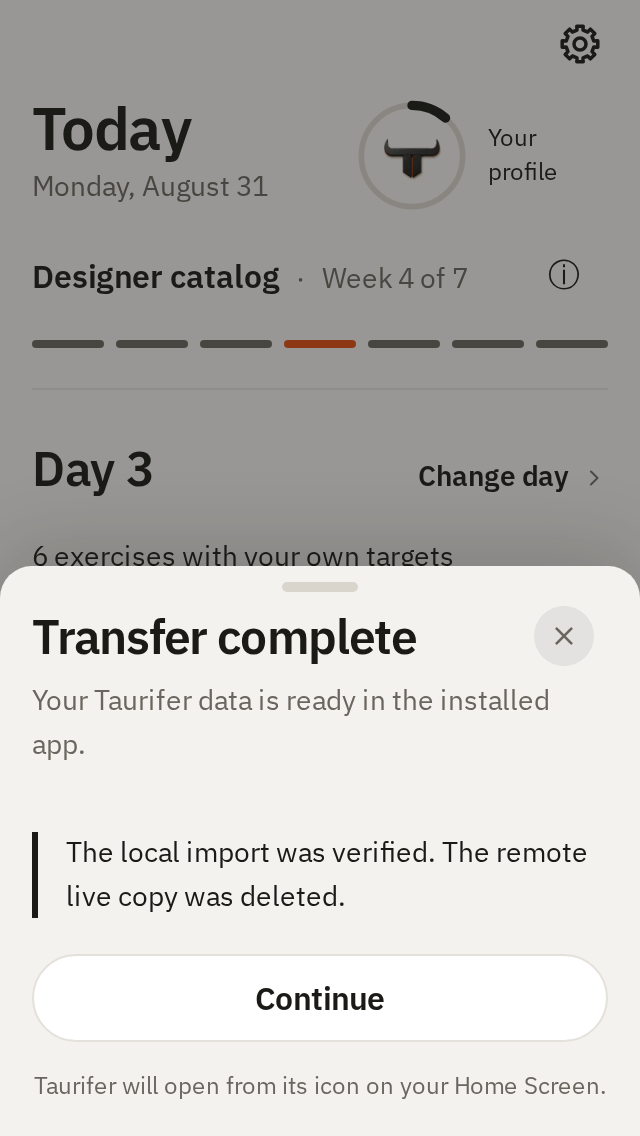 Today
Monday, August 31
Your
profile
Designer catalog · Week 4 of 7
Day 3
Change day
6 exercises with your own targets
Transfer complete
Your Taurifer data is ready in the installed
app.
The local import was verified. The remote
live copy was deleted.
Continue
Taurifer will open from its icon on your Home Screen.